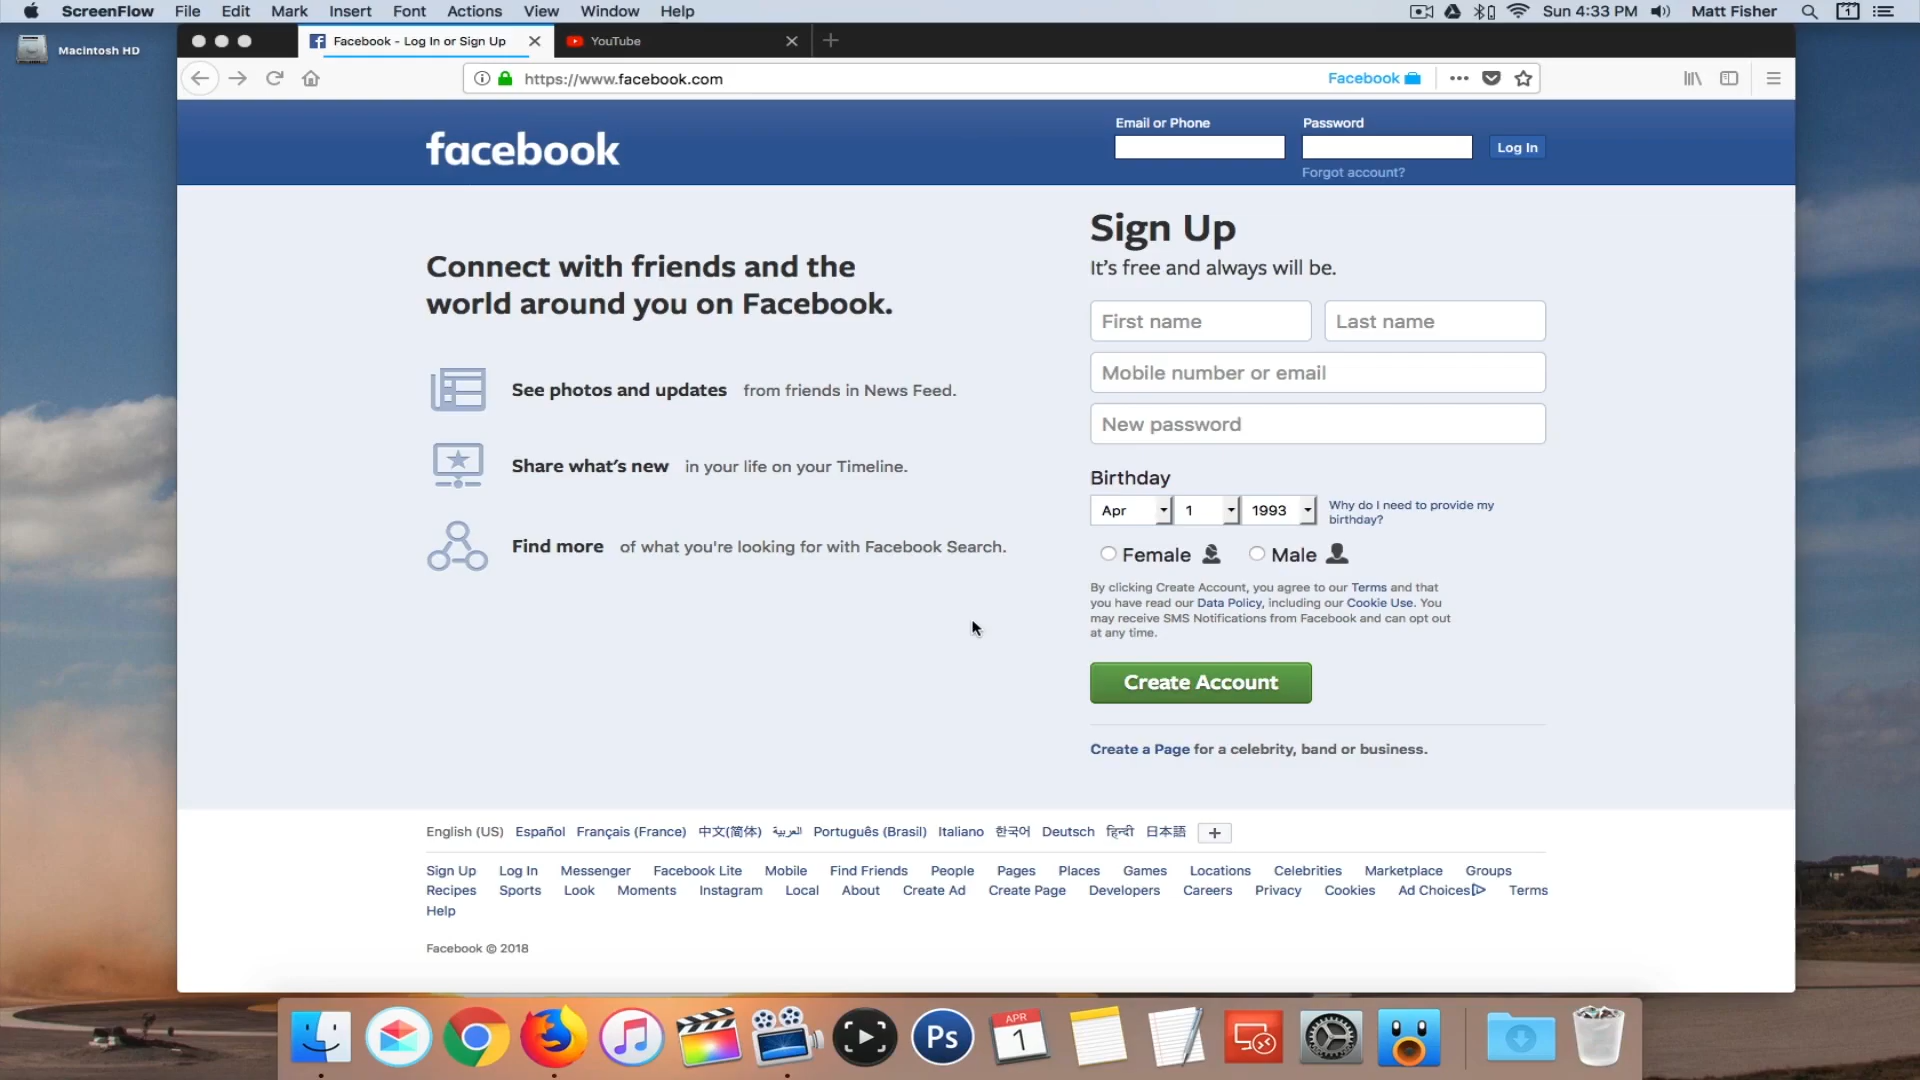 ScreenFlow File Edit Mark Insert Font Actions View Window Help Sun 4:33 PM Matt Fisher 1
Macintosh HD
Facebook - Log In or Sign Up YouTube
https://www.facebook.com Facebook
facebook
Email or Phone Password
Log In
Forgot account?
Connect with friends and the
world around you on Facebook.
See photos and updates from friends in News Feed.
Share what's new in your life on your Timeline.
Find more of what you're looking for with Facebook Search.
Sign Up
It's free and always will be.
First name Last name
Mobile number or email
New password
Birthday
Apr 1 1993 Why do I need to provide my
birthday?
Female Male
By clicking Create Account, you agree to our Terms and that
you have read our Data Policy, including our Cookie Use. You
may receive SMS Notifications from Facebook and can opt out
at any time.
Create Account
Create a Page for a celebrity, band or business.
English (US) Español Français (France) 中文(简体) العربية Português (Brasil) Italiano 한국어 Deutsch हिन्दी 日本語 +
Sign Up Log In Messenger Facebook Lite Mobile Find Friends People Pages Places Games Locations Celebrities Marketplace Groups
Recipes Sports Look Moments Instagram Local About Create Ad Create Page Developers Careers Privacy Cookies Ad Choices Terms
Help
Facebook © 2018
Ps
APR
1